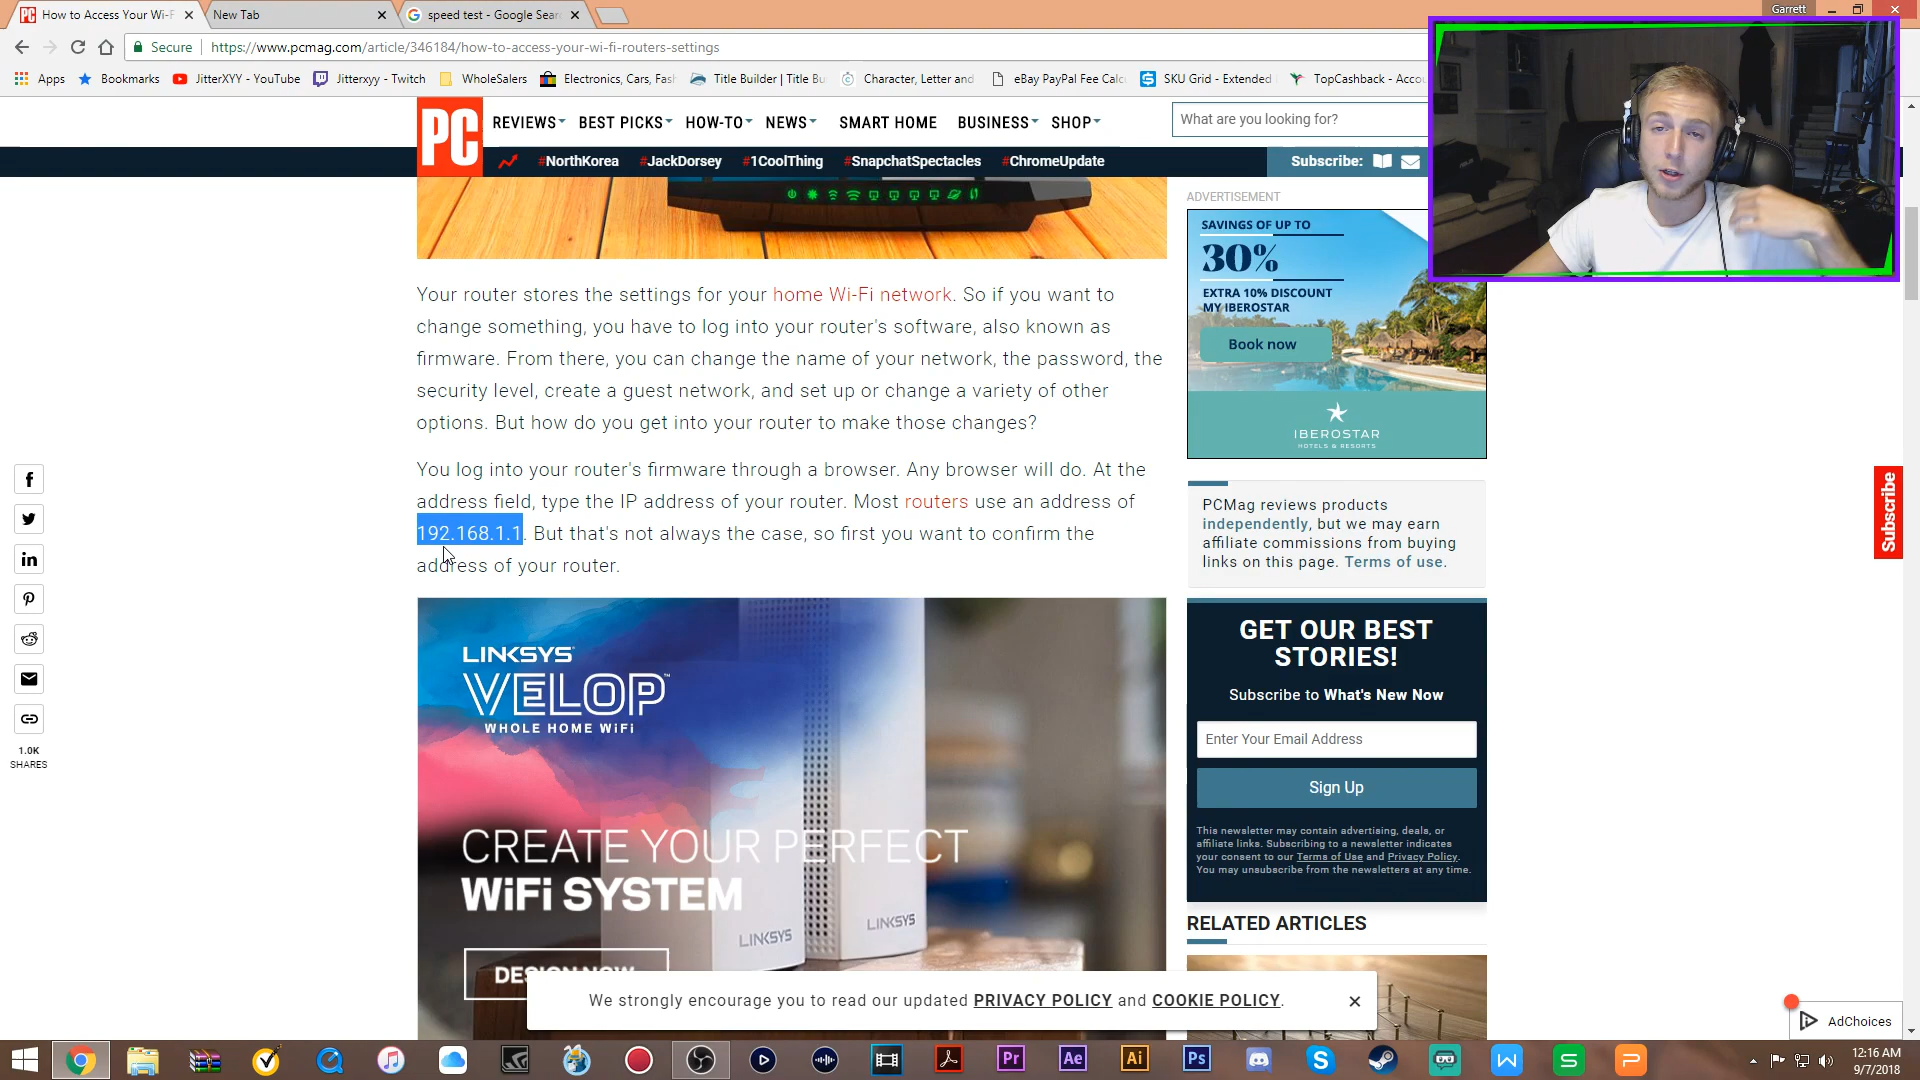 How to Access Your Wi-F
New Tab
speed test - Google Sear
Garrett
Secure
https://www.pcmag.com/article/346184/how-to-access-your-wi-fi-routers-settings
Apps
Bookmarks
JitterXYY - YouTube
Jitterxyy - Twitch
WholeSalers
Electronics, Cars, Fash
Title Builder | Title Bu
Character, Letter and
eBay PayPal Fee Calc
SKU Grid - Extended
TopCashback - Accou
PC
REVIEWS
BEST PICKS
HOW-TO
NEWS
SMART HOME
BUSINESS
SHOP
What are you looking for?
#NorthKorea
#JackDorsey
#1CoolThing
#SnapchatSpectacles
#ChromeUpdate
Subscribe:
Your router stores the settings for your home Wi-Fi network. So if you want to
change something, you have to log into your router's software, also known as
firmware. From there, you can change the name of your network, the password, the
security level, create a guest network, and set up or change a variety of other
options. But how do you get into your router to make those changes?
You log into your router's firmware through a browser. Any browser will do. At the
address field, type the IP address of your router. Most routers use an address of
192.168.1.1. But that's not always the case, so first you want to confirm the
address of your router.
1.0K
SHARES
LINKSYS
VELOP™
WHOLE HOME WiFi
CREATE YOUR PERFECT
WiFi SYSTEM
DESIGN NOW
LINKSYS
LINKSYS
ADVERTISEMENT
SAVINGS OF UP TO
30%
EXTRA 10% DISCOUNT
MY IBEROSTAR
Book now
IBEROSTAR
HOTELS & RESORTS
PCMag reviews products
independently, but we may earn
affiliate commissions from buying
links on this page. Terms of use.
Subscribe
GET OUR BEST
STORIES!
Subscribe to What's New Now
Enter Your Email Address
Sign Up
This newsletter may contain advertising, deals, or
affiliate links. Subscribing to a newsletter indicates
your consent to our Terms of Use and Privacy Policy.
You may unsubscribe from the newsletters at any time.
RELATED ARTICLES
We strongly encourage you to read our updated PRIVACY POLICY and COOKIE POLICY.
AdChoices
Pr
Ae
Ai
Ps
S
W
S
P
12:16 AM
9/7/2018